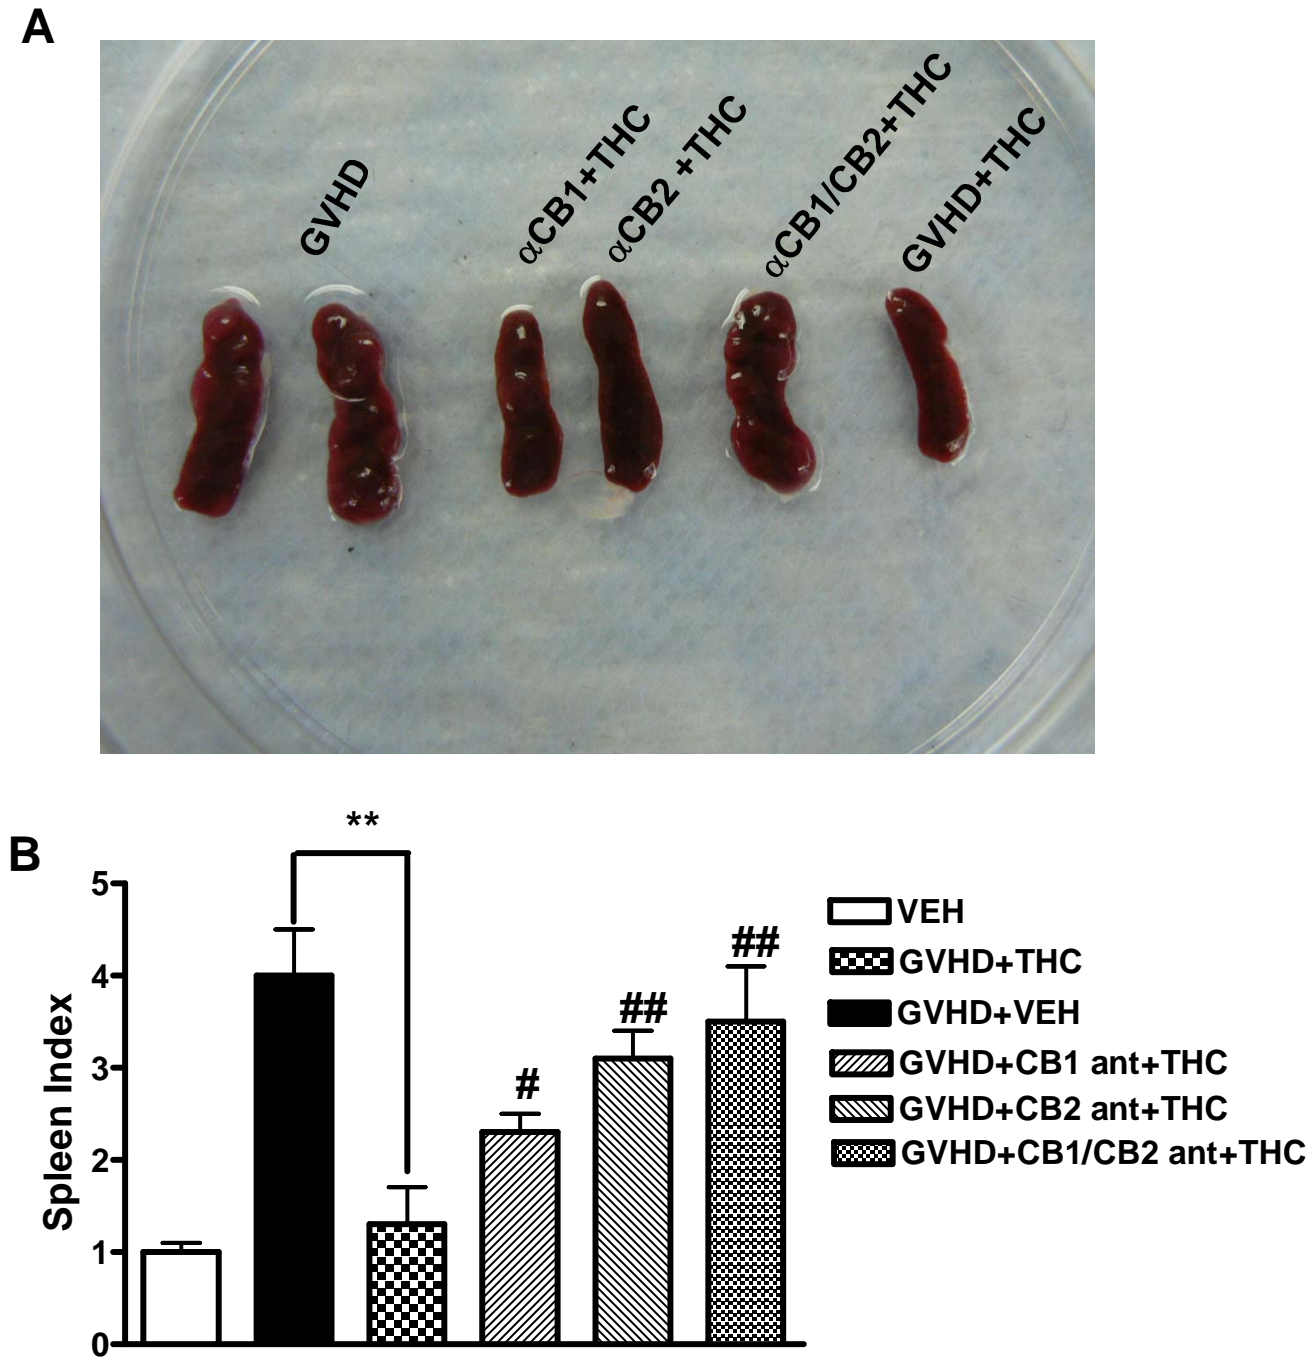 A
GVHD
αCB1+THC
αCB2 +THC
αCB1/CB2+THC
GVHD+THC
B
**
Spleen Index
5
4
3
2
1
0
#
##
##
VEH
GVHD+THC
GVHD+VEH
GVHD+CB1 ant+THC
GVHD+CB2 ant+THC
GVHD+CB1/CB2 ant+THC